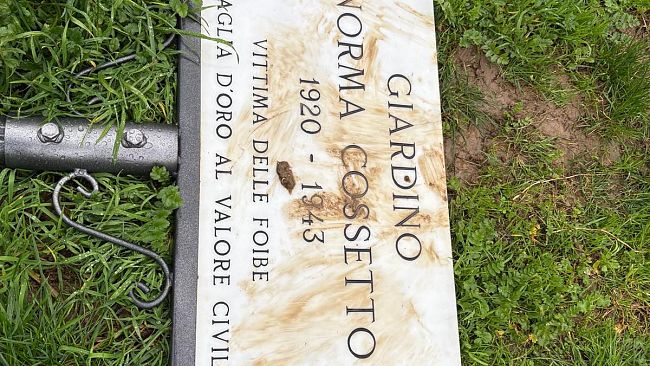 GIARDINO
NORMA COSSETTO
1920 - 1943
VITTIMA DELLE FOIBE
AGLIA D'ORO AL VALORE CIVIL